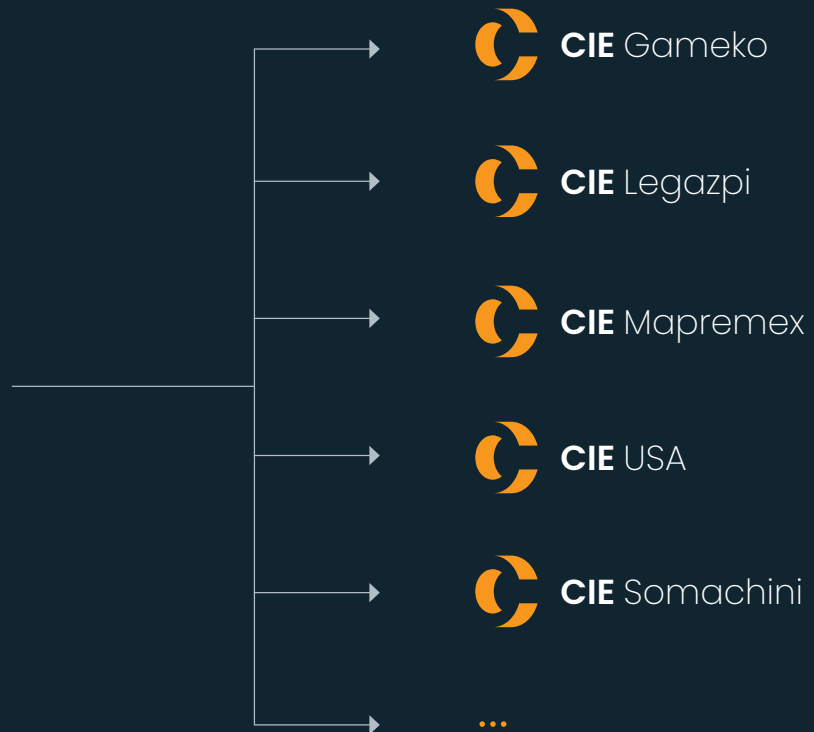 CIE Gameko
CIE Legazpi
CIE Mapremex
CIE USA
CIE Somachini
...